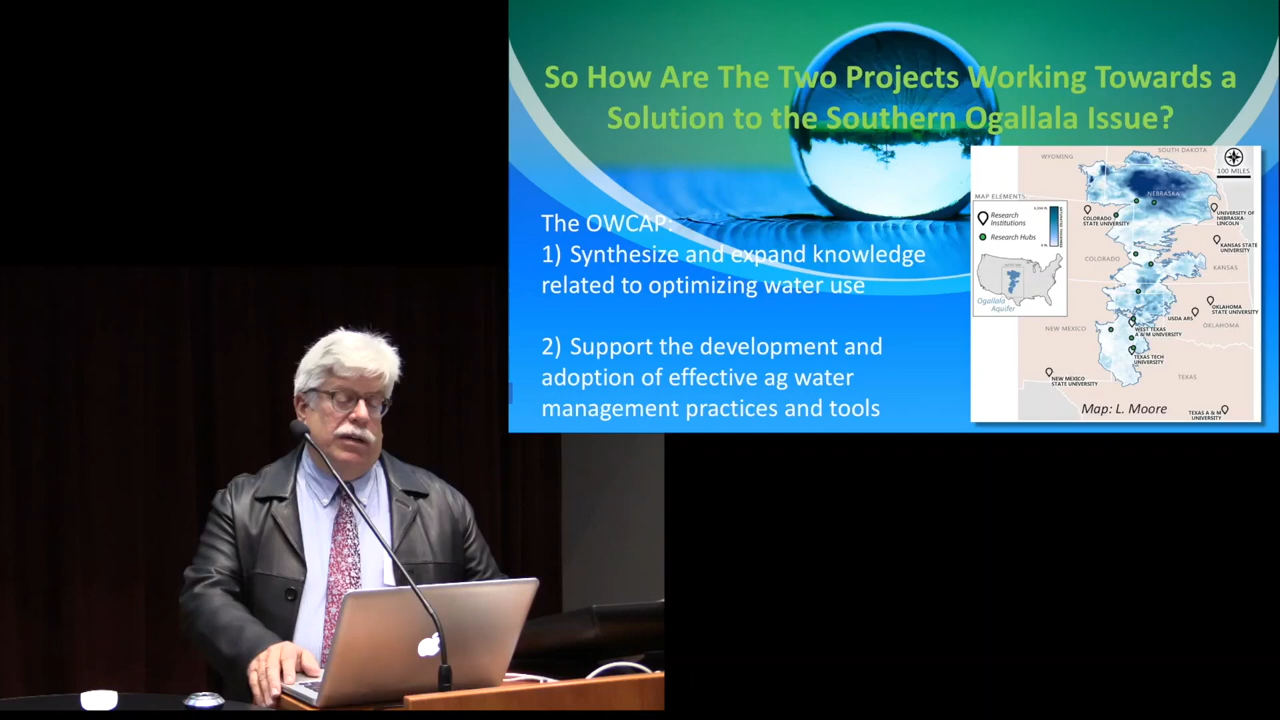 So How Are The Two Projects Working Towards a
Solution to the Southern Ogallala Issue?
The OWCAP:
1) Synthesize and expand knowledge
related to optimizing water use
2) Support the development and
adoption of effective ag water
management practices and tools
SOUTH DAKOTA
WYOMING
100 MILES
NEBRASKA
MAP ELEMENTS
Research
Institutions
Research Hubs
COLORADO
STATE UNIVERSITY
UNIVERSITY OF
NEBRASKA-
LINCOLN
KANSAS STATE
UNIVERSITY
COLORADO
KANSAS
Ogallala
Aquifer
OKLAHOMA
STATE UNIVERSITY
USDA ARS
OKLAHOMA
NEW MEXICO
WEST TEXAS
A & M UNIVERSITY
TEXAS TECH
UNIVERSITY
NEW MEXICO
STATE UNIVERSITY
TEXAS
Map: L. Moore
TEXAS A & M
UNIVERSITY